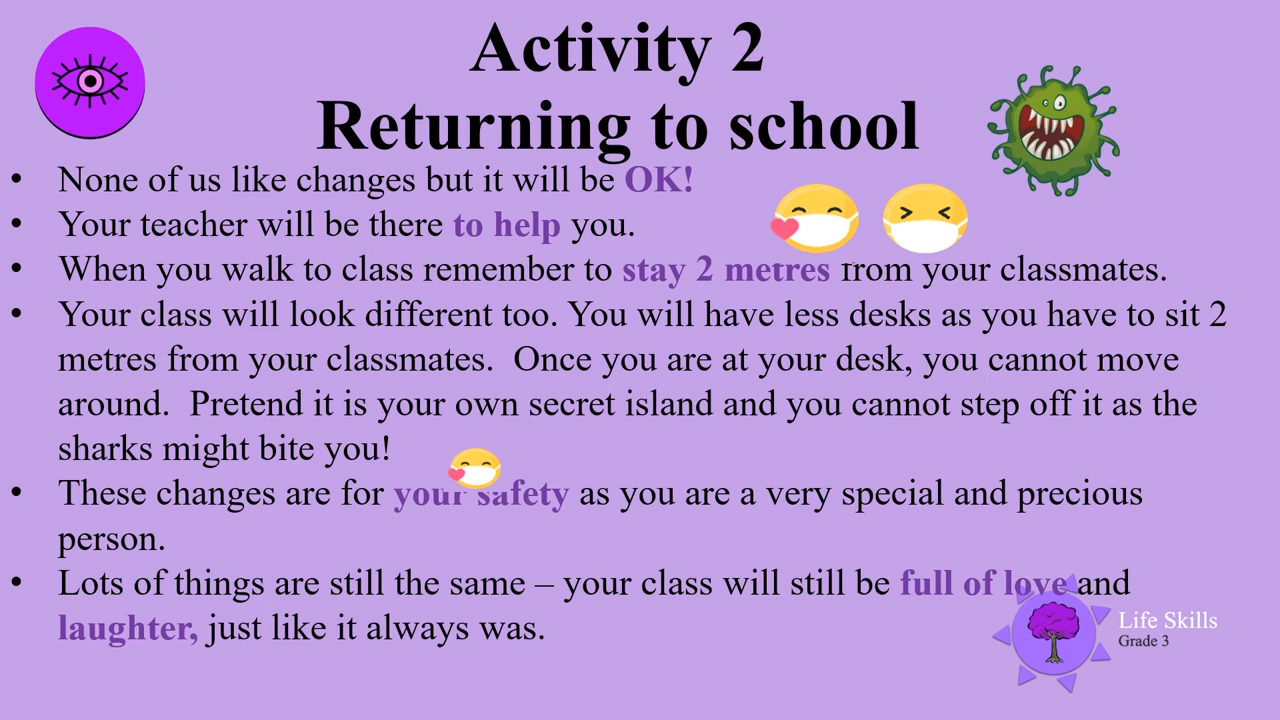 Activity 2
Returning to school
• None of us like changes but it will be OK!
• Your teacher will be there to help you.
• When you walk to class remember to stay 2 metres from your classmates.
• Your class will look different too. You will have less desks as you have to sit 2
metres from your classmates.  Once you are at your desk, you cannot move
around.  Pretend it is your own secret island and you cannot step off it as the
sharks might bite you!
• These changes are for your safety as you are a very special and precious
person.
• Lots of things are still the same – your class will still be full of love and
laughter, just like it always was.
Life Skills
Grade 3